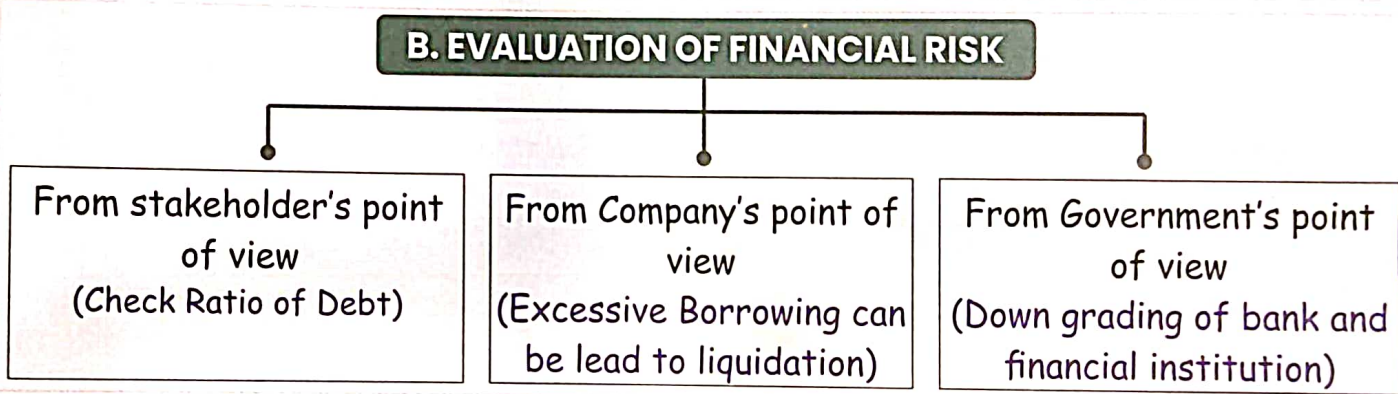 B. EVALUATION OF FINANCIAL RISK
From stakeholder's point
of view
(Check Ratio of Debt)
From Company's point of
view
(Excessive Borrowing can
be lead to liquidation)
From Government's point
of view
(Down grading of bank and
financial institution)